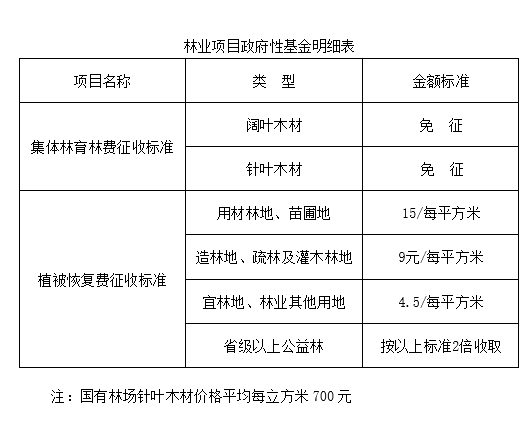 林业项目政府性基金明细表
项目名称 类 型 金额标准
集体林育林费征收标准
阔叶木材 免 征
针叶木材 免 征
植被恢复费征收标准
用材林地、苗圃地 15/每平方米
造林地、疏林及灌木林地 9元/每平方米
宜林地、林业其他用地 4.5/每平方米
省级以上公益林 按以上标准2倍收取
注：国有林场针叶木材价格平均每立方米 700 元